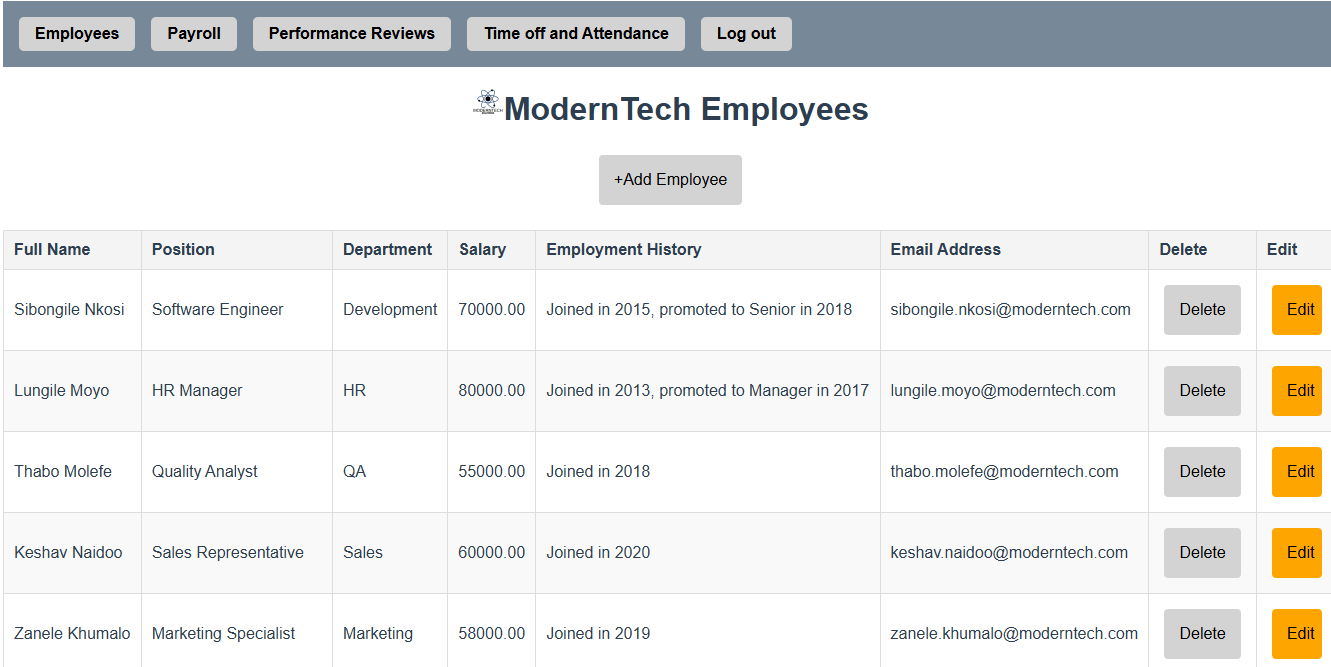 Employees Payroll Performance Reviews Time off and Attendance Log out
MODERNTECH
ModernTech Employees
+Add Employee
Full Name Position Department Salary Employment History Email Address Delete Edit
Sibongile Nkosi Software Engineer Development 70000.00 Joined in 2015, promoted to Senior in 2018 sibongile.nkosi@moderntech.com Delete Edit
Lungile Moyo HR Manager HR 80000.00 Joined in 2013, promoted to Manager in 2017 lungile.moyo@moderntech.com Delete Edit
Thabo Molefe Quality Analyst QA 55000.00 Joined in 2018 thabo.molefe@moderntech.com Delete Edit
Keshav Naidoo Sales Representative Sales 60000.00 Joined in 2020 keshav.naidoo@moderntech.com Delete Edit
Zanele Khumalo Marketing Specialist Marketing 58000.00 Joined in 2019 zanele.khumalo@moderntech.com Delete Edit